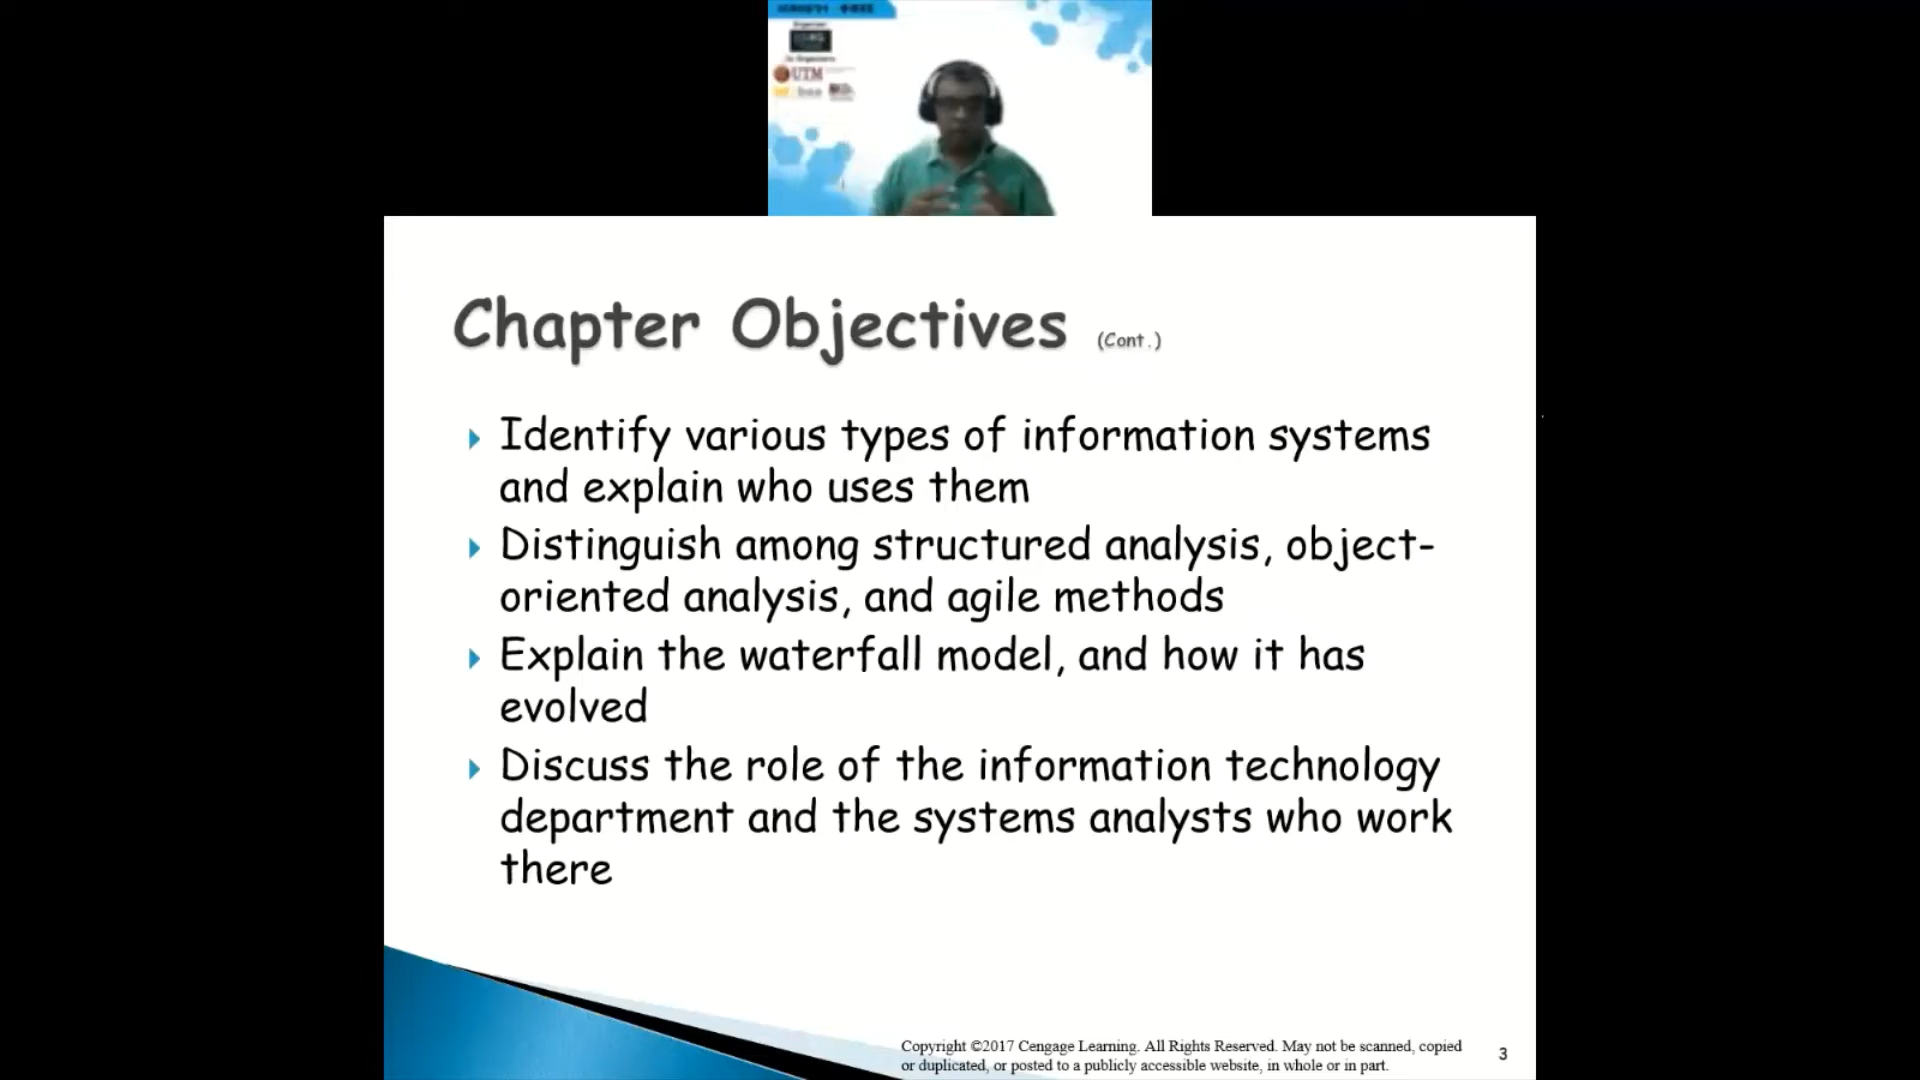 UTM
Chapter Objectives (Cont.)
Identify various types of information systems
and explain who uses them
Distinguish among structured analysis, object-
oriented analysis, and agile methods
Explain the waterfall model, and how it has
evolved
Discuss the role of the information technology
department and the systems analysts who work
there
Copyright ©2017 Cengage Learning. All Rights Reserved. May not be scanned, copied
or duplicated, or posted to a publicly accessible website, in whole or in part.
3